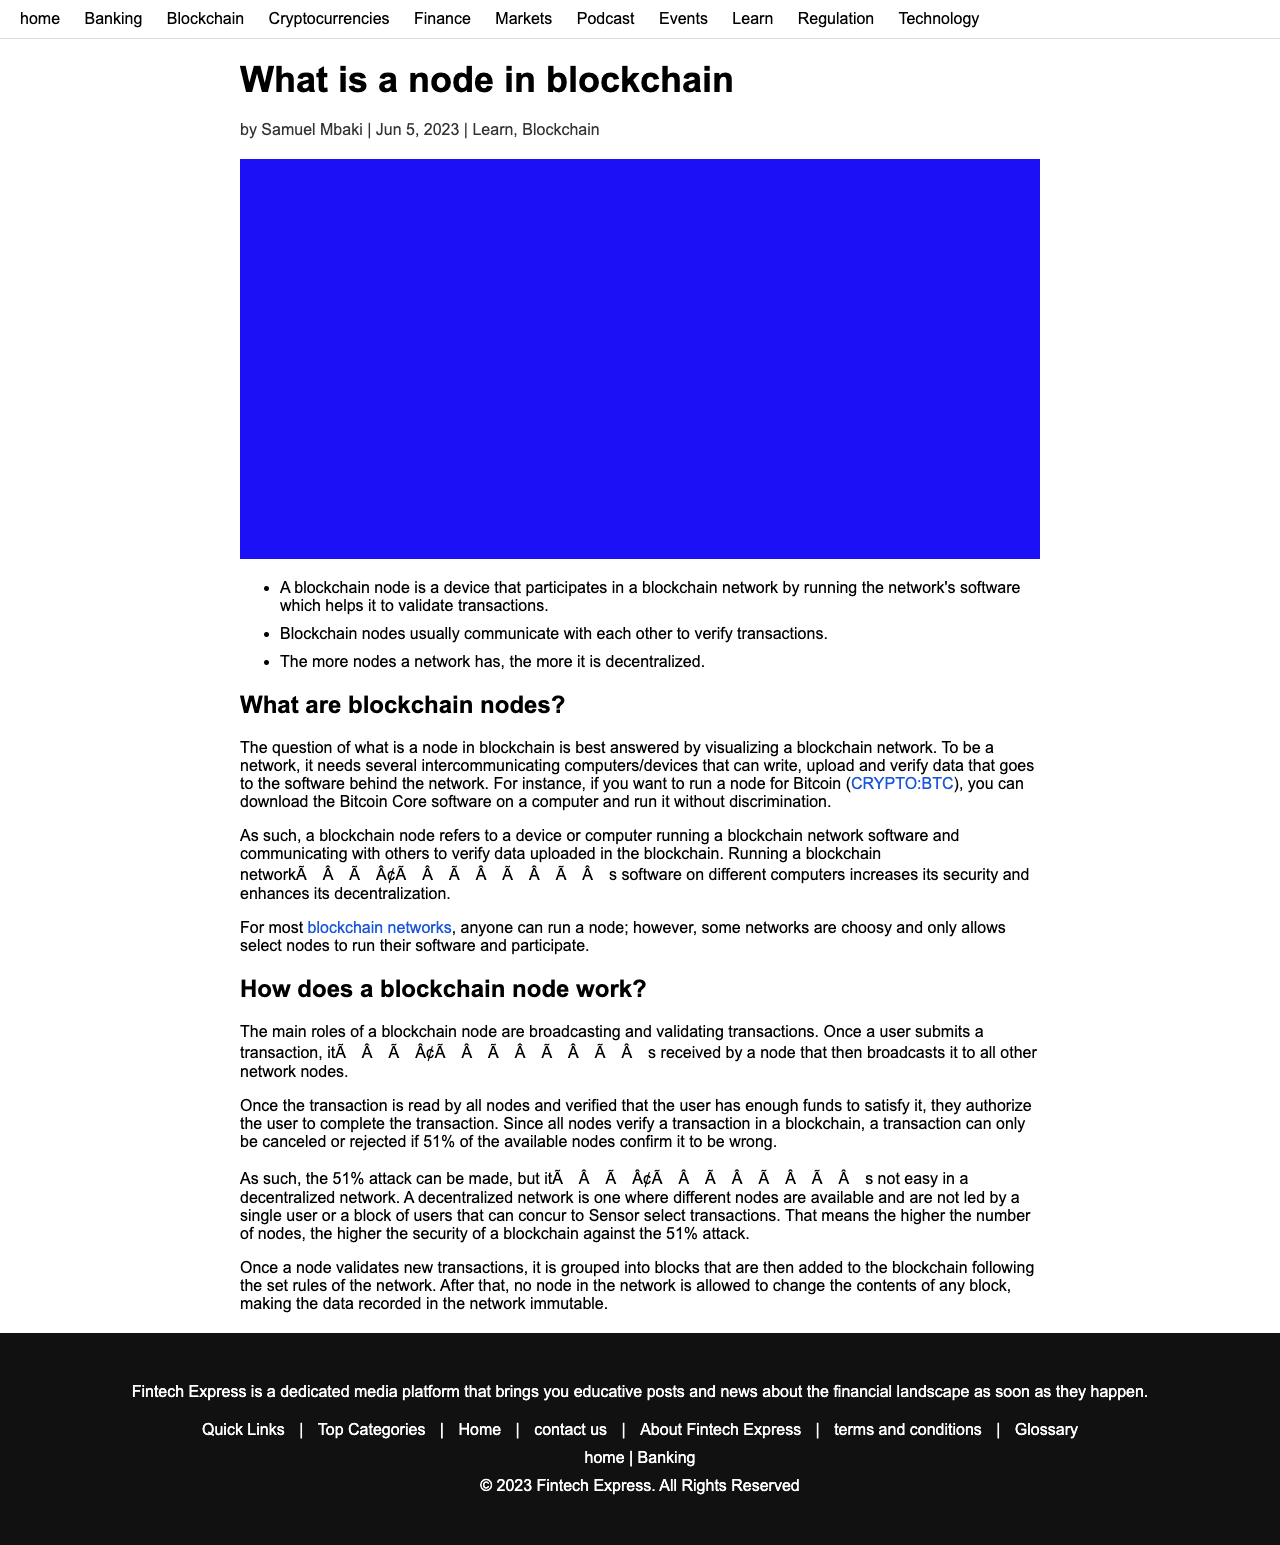 home Banking Blockchain Cryptocurrencies Finance Markets Podcast Events Learn Regulation Technology
What is a node in blockchain
by Samuel Mbaki | Jun 5, 2023 | Learn, Blockchain
• A blockchain node is a device that participates in a blockchain network by running the network's software
which helps it to validate transactions.
• Blockchain nodes usually communicate with each other to verify transactions.
• The more nodes a network has, the more it is decentralized.
What are blockchain nodes?
The question of what is a node in blockchain is best answered by visualizing a blockchain network. To be a
network, it needs several intercommunicating computers/devices that can write, upload and verify data that goes
to the software behind the network. For instance, if you want to run a node for Bitcoin (CRYPTO:BTC), you can
download the Bitcoin Core software on a computer and run it without discrimination.
As such, a blockchain node refers to a device or computer running a blockchain network software and
communicating with others to verify data uploaded in the blockchain. Running a blockchain
networkÃ Â Ã Â¢Ã Â Ã Â Ã Â Ã Â s software on different computers increases its security and
enhances its decentralization.
For most blockchain networks, anyone can run a node; however, some networks are choosy and only allows
select nodes to run their software and participate.
How does a blockchain node work?
The main roles of a blockchain node are broadcasting and validating transactions. Once a user submits a
transaction, itÃ Â Ã Â¢Ã Â Ã Â Ã Â Ã Â s received by a node that then broadcasts it to all other
network nodes.
Once the transaction is read by all nodes and verified that the user has enough funds to satisfy it, they authorize
the user to complete the transaction. Since all nodes verify a transaction in a blockchain, a transaction can only
be canceled or rejected if 51% of the available nodes confirm it to be wrong.
As such, the 51% attack can be made, but itÃ Â Ã Â¢Ã Â Ã Â Ã Â Ã Â s not easy in a
decentralized network. A decentralized network is one where different nodes are available and are not led by a
single user or a block of users that can concur to Sensor select transactions. That means the higher the number
of nodes, the higher the security of a blockchain against the 51% attack.
Once a node validates new transactions, it is grouped into blocks that are then added to the blockchain following
the set rules of the network. After that, no node in the network is allowed to change the contents of any block,
making the data recorded in the network immutable.
Fintech Express is a dedicated media platform that brings you educative posts and news about the financial landscape as soon as they happen.
Quick Links | Top Categories | Home | contact us | About Fintech Express | terms and conditions | Glossary
home | Banking
© 2023 Fintech Express. All Rights Reserved